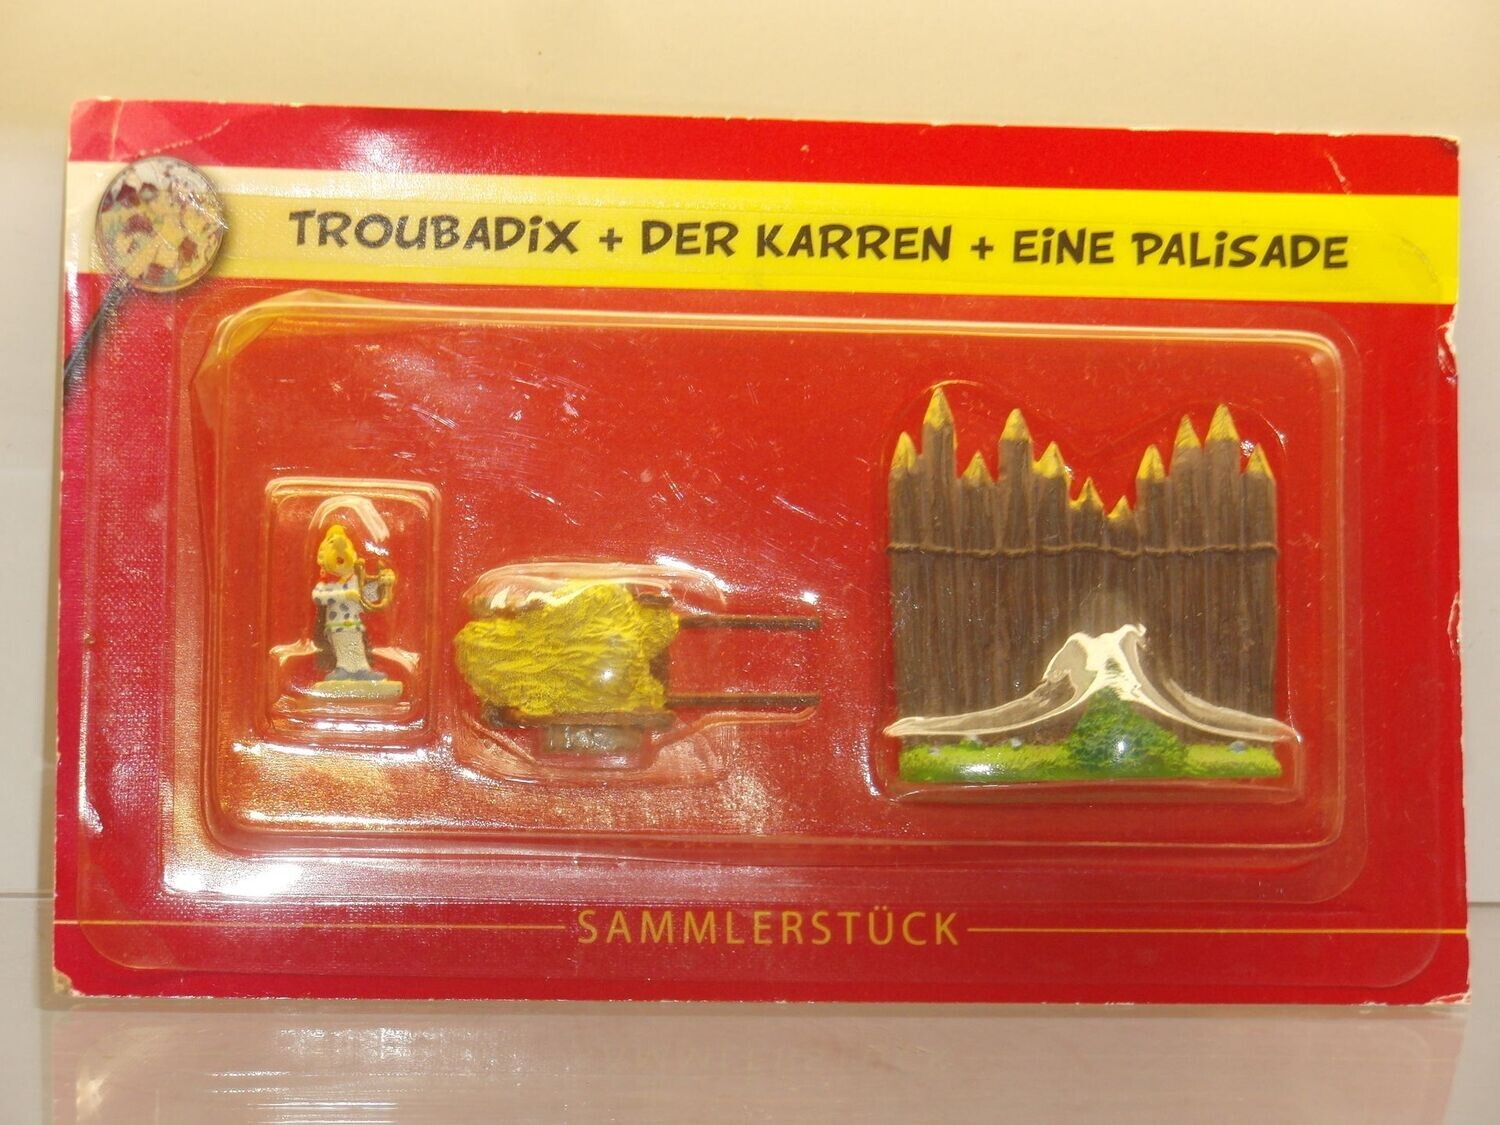 TROUBADiX + DER KARREN + EiNE PALiSADE
SAMMLERSTÜCK